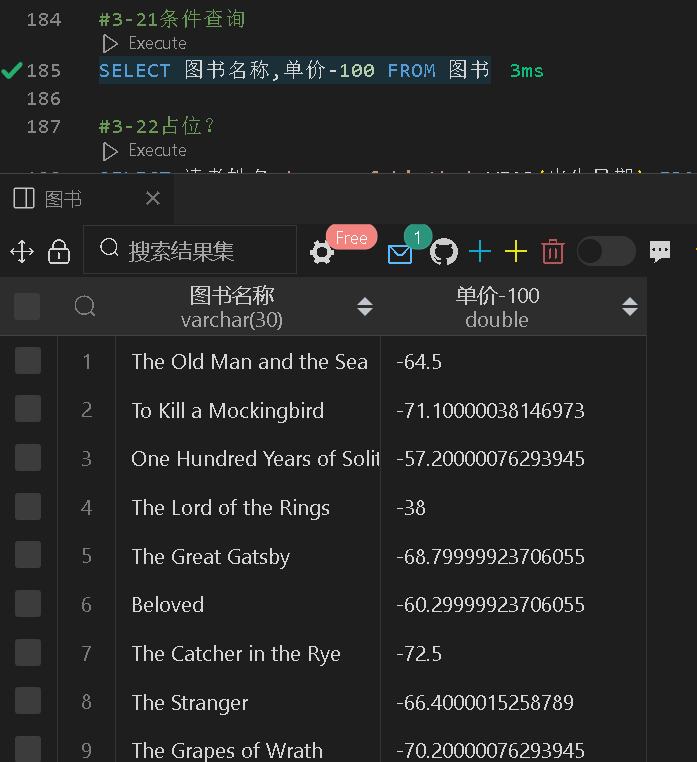 184 #3-21条件查询
Execute
185 SELECT 图书名称,单价-100 FROM 图书 3ms
186
187 #3-22占位？
Execute
图书
搜索结果集 Free 1
图书名称 单价-100
varchar(30) double
1 The Old Man and the Sea -64.5
2 To Kill a Mockingbird -71.10000038146973
3 One Hundred Years of Solit -57.20000076293945
4 The Lord of the Rings -38
5 The Great Gatsby -68.79999923706055
6 Beloved -60.29999923706055
7 The Catcher in the Rye -72.5
8 The Stranger -66.4000015258789
9 The Grapes of Wrath -70.20000076293945